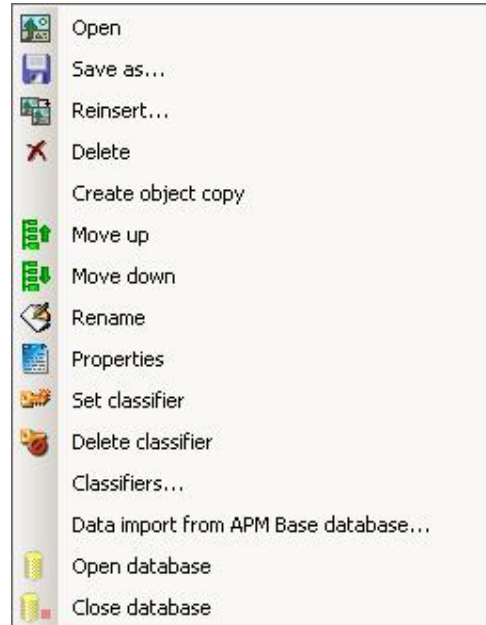 Open
Save as...
Reinsert...
Delete
Create object copy
Move up
Move down
Rename
Properties
Set classifier
Delete classifier
Classifiers...
Data import from APM Base database...
Open database
Close database